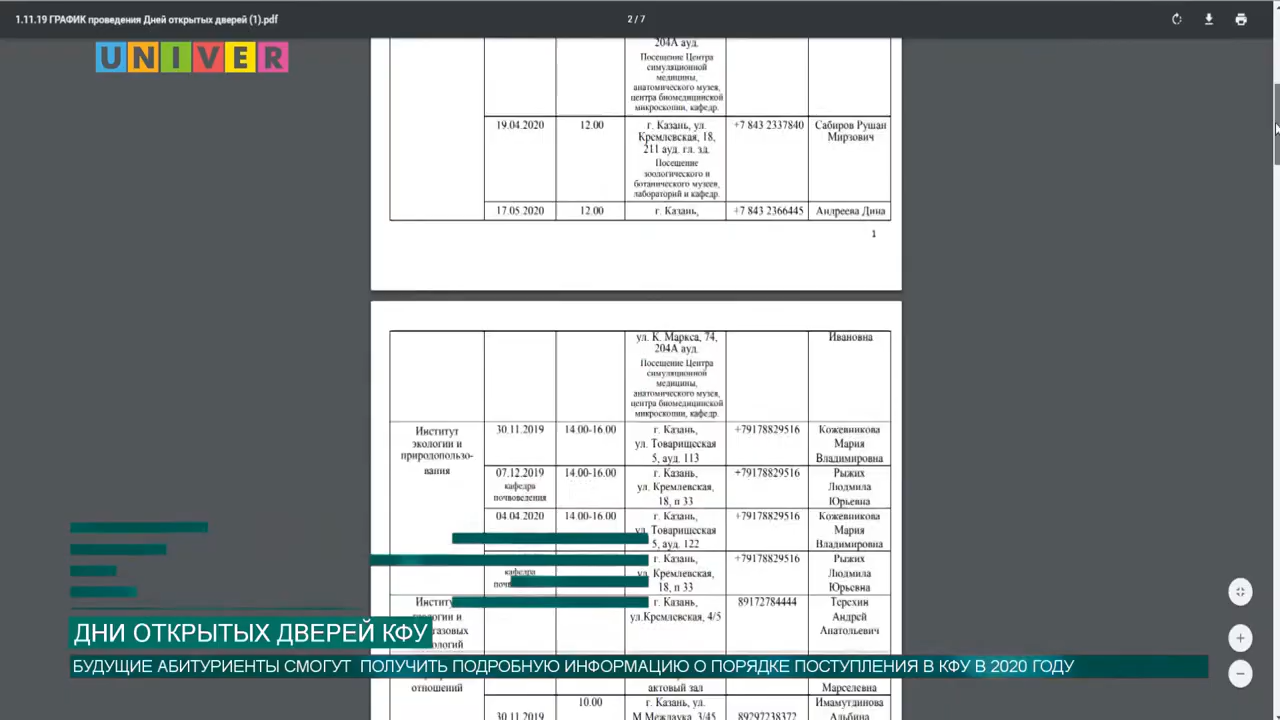 1.11.19 ГРАФИК проведения Дней открытых дверей (1).pdf
2 / 7
UNIVER
204А ауд.
Посещение Центра
симуляционной
медицины,
анатомического музея,
центра биомедицинской
микроскопии, кафедр.
19.04.2020 12.00 г. Казань, ул. +7 843 2337840 Сабиров Рушан
Кремлевская, 18, Мирзович
211 ауд. гл. зд.
Посещение
зоологического и
ботанического музеев,
лабораторий и кафедр.
17.05.2020 12.00 г. Казань, +7 843 2366445 Андреева Дина
1
ул. К. Маркса, 74, Ивановна
204А ауд.
Посещение Центра
симуляционной
медицины,
анатомического музея,
центра биомедицинской
микроскопии, кафедр.
Институт 30.11.2019 14.00-16.00 г. Казань, +79178829516 Кожевникова
экологии и ул. Товарищеская Мария
природопользо- 5, ауд. 113 Владимировна
вания 07.12.2019 14.00-16.00 г. Казань, +79178829516 Рыжих
кафедра ул. Кремлевская, Людмила
почвоведения 18, п 33 Юрьевна
04.04.2020 14.00-16.00 г. Казань, +79178829516 Кожевникова
ул. Товарищеская Мария
5, ауд. 122 Владимировна
г. Казань, +79178829516 Рыжих
кафедра ул. Кремлевская, Людмила
18, п 33 Юрьевна
г. Казань, 89172784444 Терехин
ул.Кремлевская, 4/5 Андрей
Анатольевич
ДНИ ОТКРЫТЫХ ДВЕРЕЙ КФУ
БУДУЩИЕ АБИТУРИЕНТЫ СМОГУТ ПОЛУЧИТЬ ПОДРОБНУЮ ИНФОРМАЦИЮ О ПОРЯДКЕ ПОСТУПЛЕНИЯ В КФУ В 2020 ГОДУ
отношений актовый зал Марселевна
10.00 г. Казань, ул. Имамутдинова
30.11.2019 М.Межлаука, 3/45 89297238372 Альбина